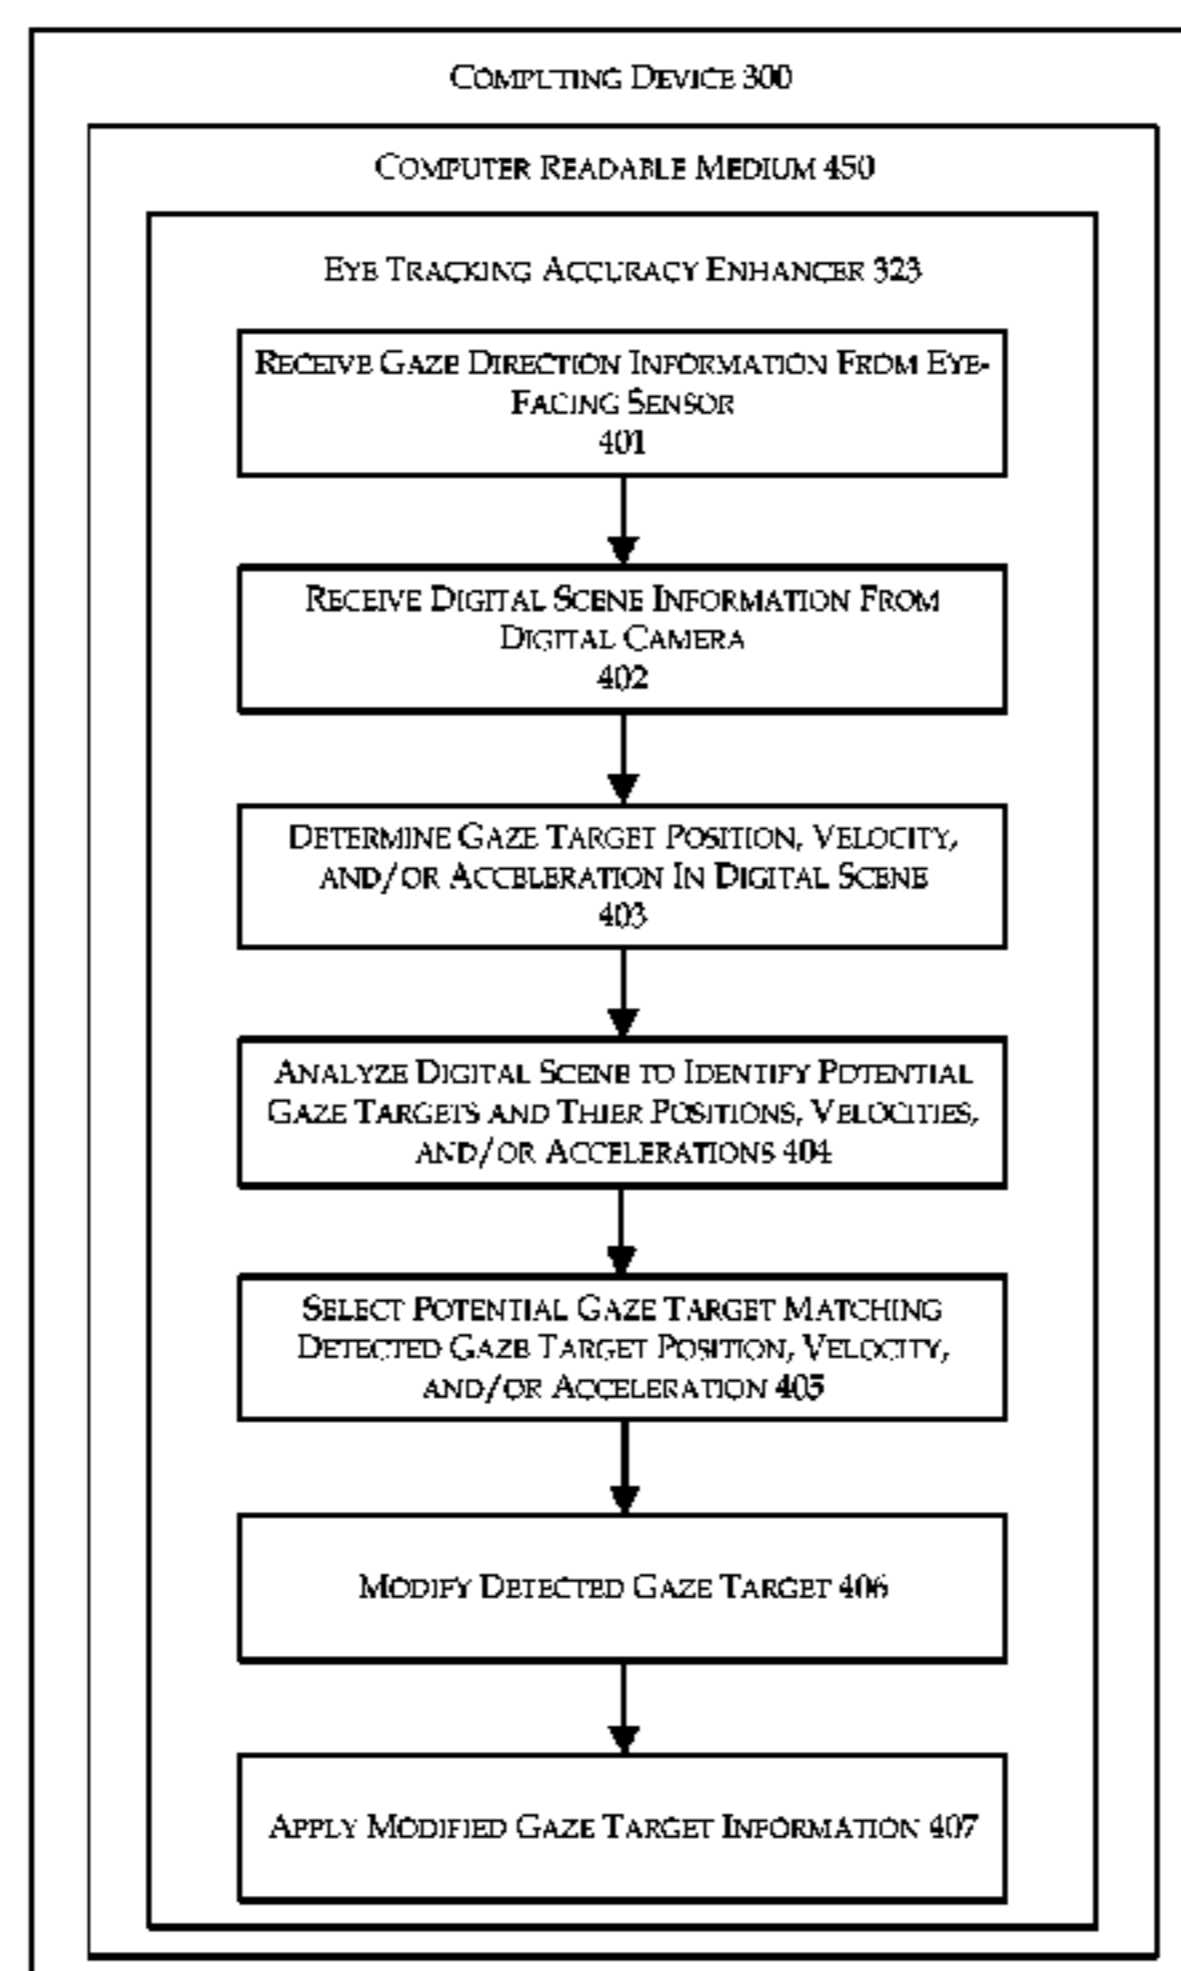 COMPUTING DEVICE 300
COMPUTER READABLE MEDIUM 450
EYE TRACKING ACCURACY ENHANCER 323
RECEIVE GAZE DIRECTION INFORMATION FROM EYE-
FACING SENSOR
401
RECEIVE DIGITAL SCENE INFORMATION FROM
DIGITAL CAMERA
402
DETERMINE GAZE TARGET POSITION, VELOCITY,
AND/OR ACCELERATION IN DIGITAL SCENE
403
ANALYZE DIGITAL SCENE TO IDENTIFY POTENTIAL
GAZE TARGETS AND THIER POSITIONS, VELOCITIES,
AND/OR ACCELERATIONS 404
SELECT POTENTIAL GAZE TARGET MATCHING
DETECTED GAZE TARGET POSITION, VELOCITY,
AND/OR ACCELERATION 405
MODIFY DETECTED GAZE TARGET 406
APPLY MODIFIED GAZE TARGET INFORMATION 407